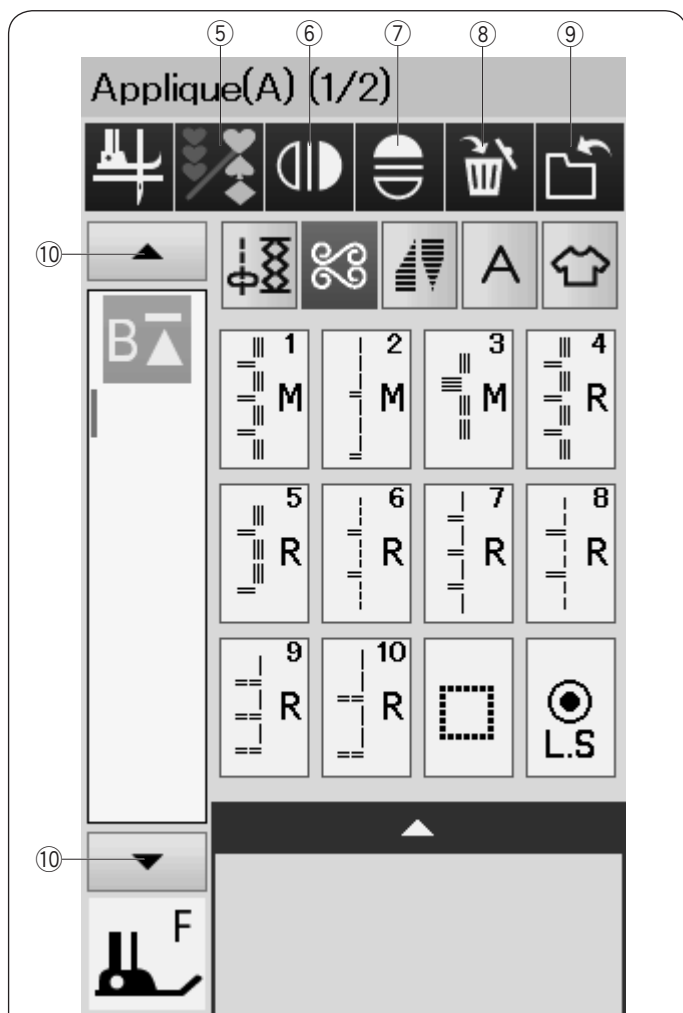 ⑤ ⑥ ⑦ ⑧ ⑨
Applique(A) (1/2)
⑩
A
B
1 M
2 M
3 M
4 R
5 R
6 R
7 R
8 R
9 R
10 R
L.S
⑩
F